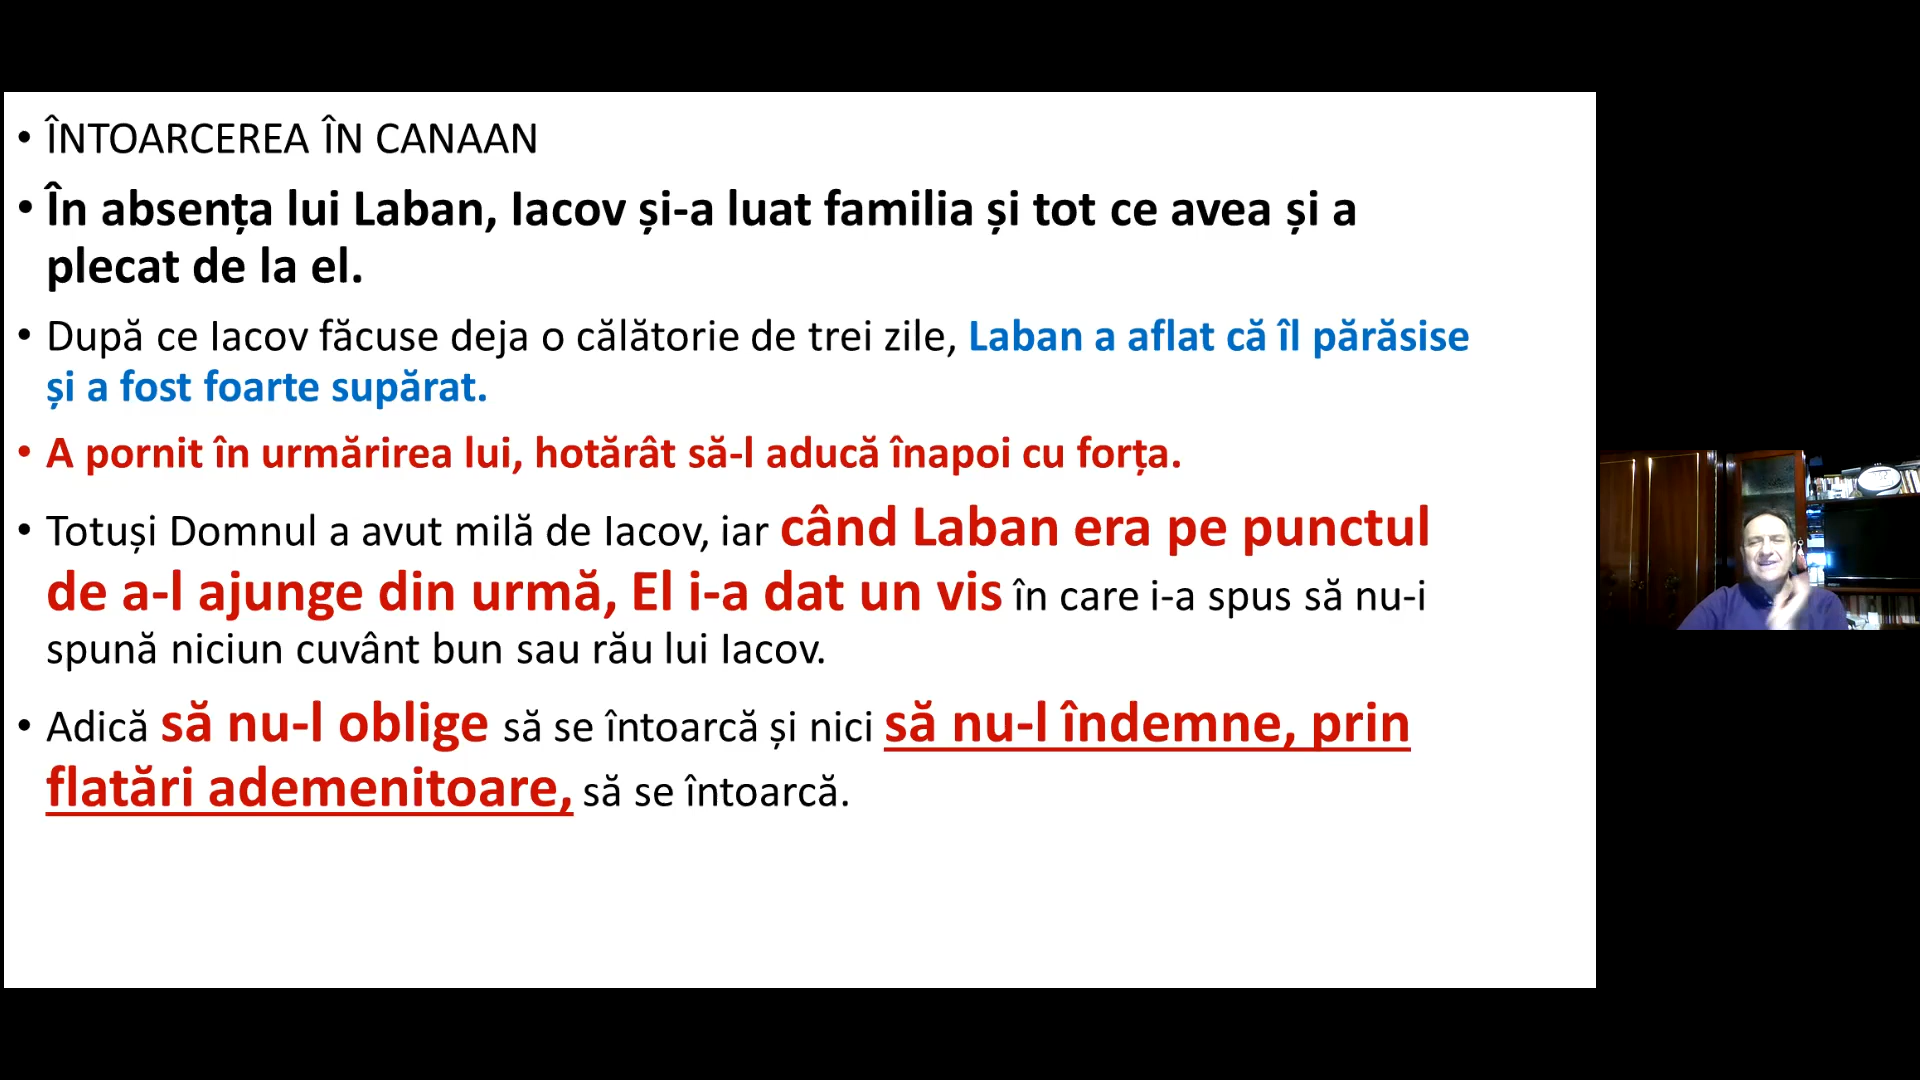 • ÎNTOARCEREA ÎN CANAAN
• În absența lui Laban, Iacov și-a luat familia și tot ce avea și a
plecat de la el.
• După ce Iacov făcuse deja o călătorie de trei zile, Laban a aflat că îl părăsise
și a fost foarte supărat.
• A pornit în urmărirea lui, hotărât să-l aducă înapoi cu forța.
• Totuși Domnul a avut milă de Iacov, iar când Laban era pe punctul
de a-l ajunge din urmă, El i-a dat un vis în care i-a spus să nu-i
spună niciun cuvânt bun sau rău lui Iacov.
• Adică să nu-l oblige să se întoarcă și nici să nu-l îndemne, prin
flatări ademenitoare, să se întoarcă.